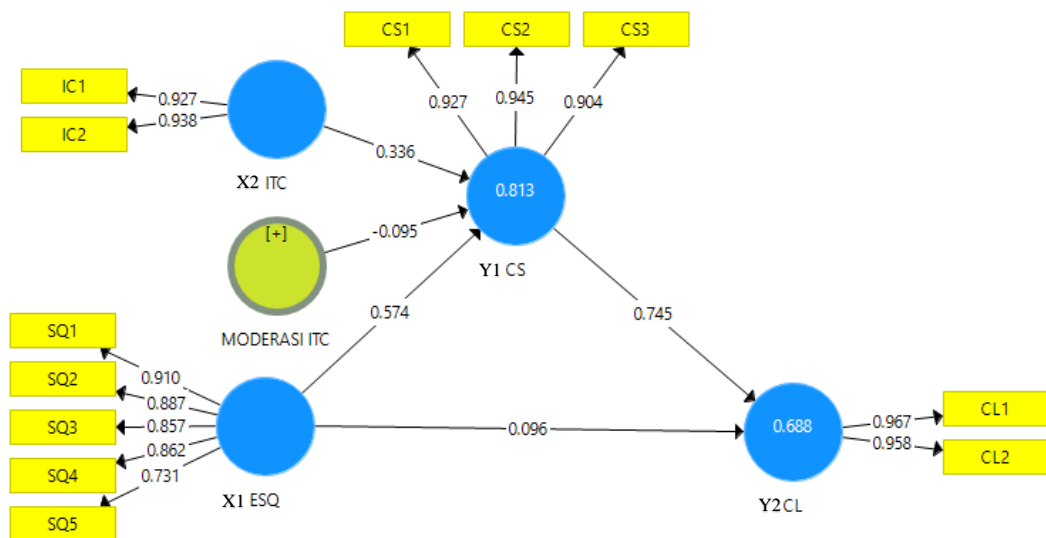 CS1
CS2
CS3
IC1
IC2
0.927
0.938
0.927
0.945
0.904
0.336
X2 ITC
0.813
[+]
-0.095
Y1 CS
MODERASI ITC
0.574
0.745
SQ1
SQ2
SQ3
SQ4
SQ5
0.910
0.887
0.857
0.862
0.731
X1 ESQ
0.096
0.688
0.967
0.958
CL1
CL2
Y2 CL